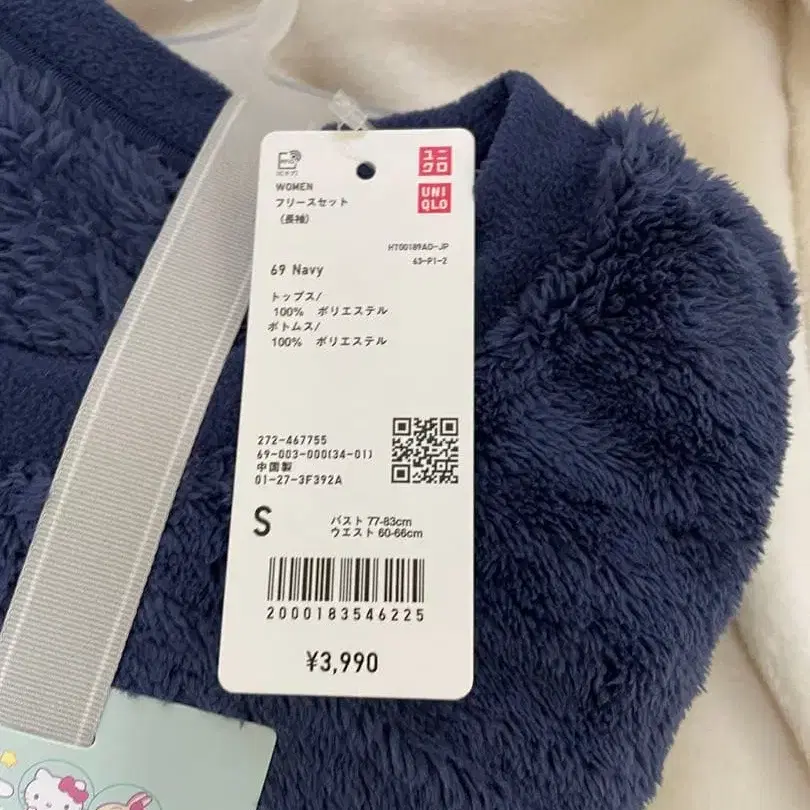 ユニ
クロ
UNI
QLO
WOMEN
フリースセット
(長袖)
HT00189AO-JP
63-P1-2
69 Navy
トップス/
100% ポリエステル
ボトムス/
100% ポリエステル
272-467755
69-003-000(34-01)
中国製
01-27-3F392A
S
バスト 77-83cm
ウエスト 60-66cm
2000183546225
¥3,990